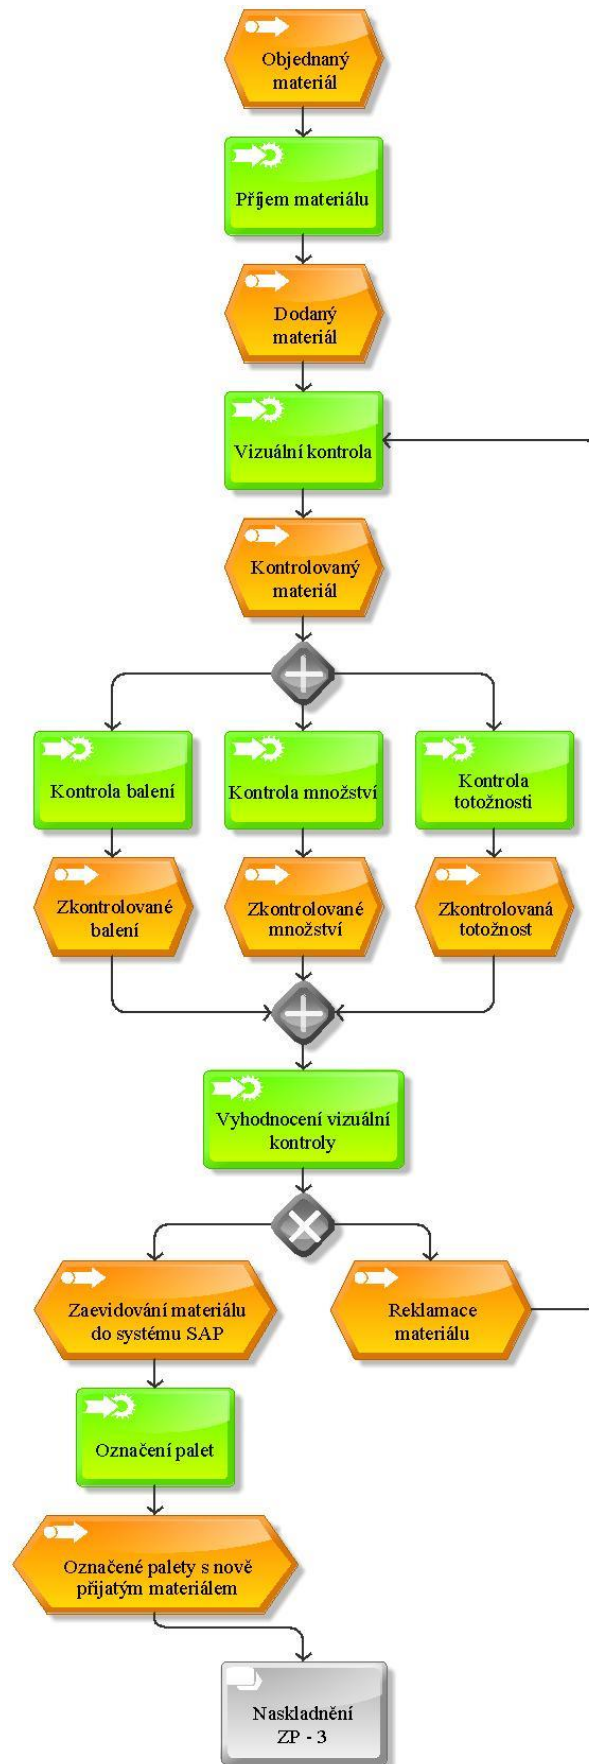 Objednaný
materiál
Příjem materiálu
Dodaný
materiál
Vizuální kontrola
Kontrolovaný
materiál
Kontrola balení
Kontrola množství
Kontrola
totožnosti
Zkontrolované
balení
Zkontrolované
množství
Zkontrolovaná
totožnost
Vyhodnocení vizuální
kontroly
Zaevidování materiálu
do systému SAP
Reklamace
materiálu
Označení palet
Označené palety s nově
přijatým materiálem
Naskladnění
ZP - 3